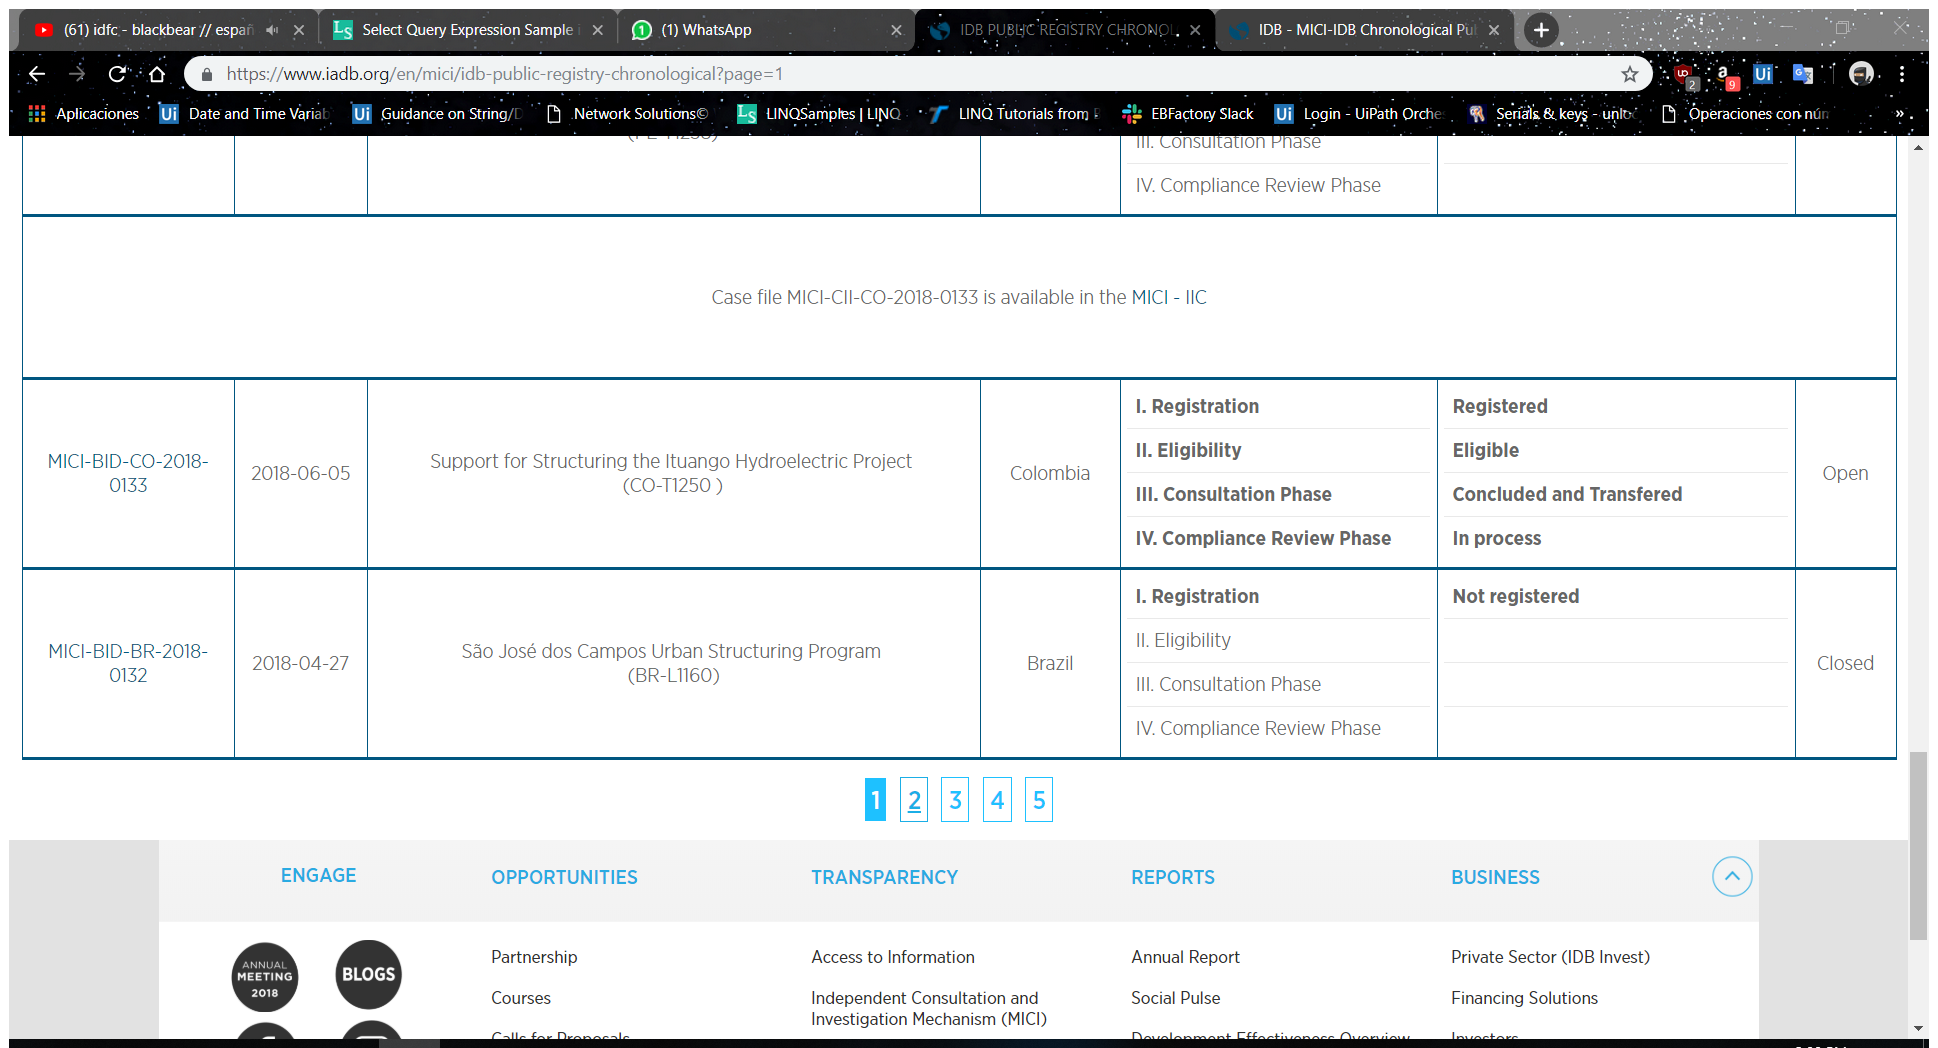 (61) idfc - blackbear // españ
Select Query Expression Sample
(1) WhatsApp
IDB PUBLIC REGISTRY CHRONOL
IDB - MICI-IDB Chronological Pu
https://www.iadb.org/en/mici/idb-public-registry-chronological?page=1
2
9
Aplicaciones
Date and Time Variab
Guidance on String/D
Network Solutions©
LINQSamples | LINQ
LINQ Tutorials from
EBFactory Slack
Login - UiPath Orche
Serials & keys - unlo
Operaciones con núm
»
III. Consultation Phase
IV. Compliance Review Phase
Case file MICI-CII-CO-2018-0133 is available in the MICI - IIC
MICI-BID-CO-2018-
0133
2018-06-05
Support for Structuring the Ituango Hydroelectric Project
(CO-T1250 )
Colombia
I. Registration
Registered
II. Eligibility
Eligible
III. Consultation Phase
Concluded and Transfered
IV. Compliance Review Phase
In process
Open
MICI-BID-BR-2018-
0132
2018-04-27
São José dos Campos Urban Structuring Program
(BR-L1160)
Brazil
I. Registration
Not registered
II. Eligibility
III. Consultation Phase
IV. Compliance Review Phase
Closed
1 2 3 4 5
ENGAGE
OPPORTUNITIES
TRANSPARENCY
REPORTS
BUSINESS
ANNUAL
MEETING
2018
BLOGS
Partnership
Courses
Calls for Proposals
Access to Information
Independent Consultation and
Investigation Mechanism (MICI)
Annual Report
Social Pulse
Development Effectiveness Overview
Private Sector (IDB Invest)
Financing Solutions
Investors